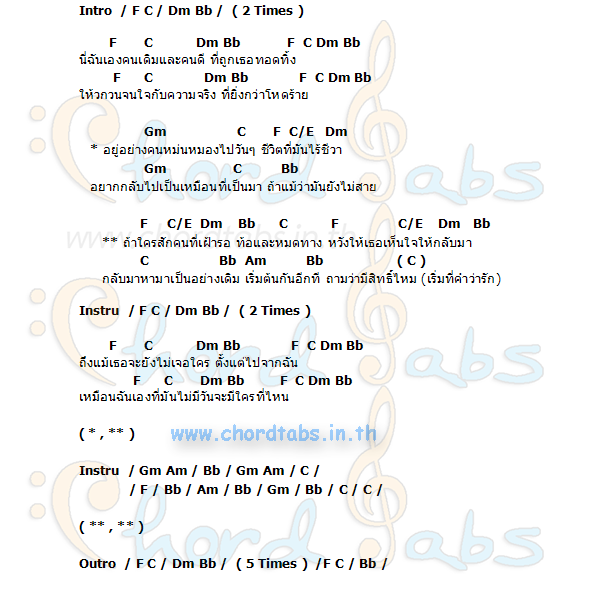 Intro / F C / Dm Bb / ( 2 Times )
F C Dm Bb F C Dm Bb
นี่ฉันเองคนเดิมและคนดี ที่ถูกเธอทอดทิ้ง
F C Dm Bb F C Dm Bb
ให้วกวนจนใจกับความจริง ที่ยิ่งกว่าโหดร้าย
Gm C F C/E Dm
* อยู่อย่างคนหม่นหมองไปวันๆ ชีวิตที่มันไร้ชีวา
Gm C Bb
อยากกลับไปเป็นเหมือนที่เป็นมา ถ้าแม้ว่ามันยังไม่สาย
F C/E Dm Bb C F C/E Dm Bb
** ถ้าใครสักคนที่เฝ้ารอ ท้อและหมดทาง หวังให้เธอเห็นใจให้กลับมา
C Bb Am Bb ( C )
กลับมาหามาเป็นอย่างเดิม เริ่มต้นกันอีกที ถามว่ามีสิทธิ์ไหม (เริ่มที่คำว่ารัก)
Instru / F C / Dm Bb / ( 2 Times )
F C Dm Bb F C Dm Bb
ถึงแม้เธอจะยังไม่เจอใคร ตั้งแต่ไปจากฉัน
F C Dm Bb F C Dm Bb
เหมือนฉันเองที่มันไม่มีวันจะมีใครที่ไหน
( * , ** )
www.chordtabs.in.th
Instru / Gm Am / Bb / Gm Am / C /
/ F / Bb / Am / Bb / Gm / Bb / C / C /
( ** , ** )
Outro / F C / Dm Bb / ( 5 Times ) /F C / Bb /